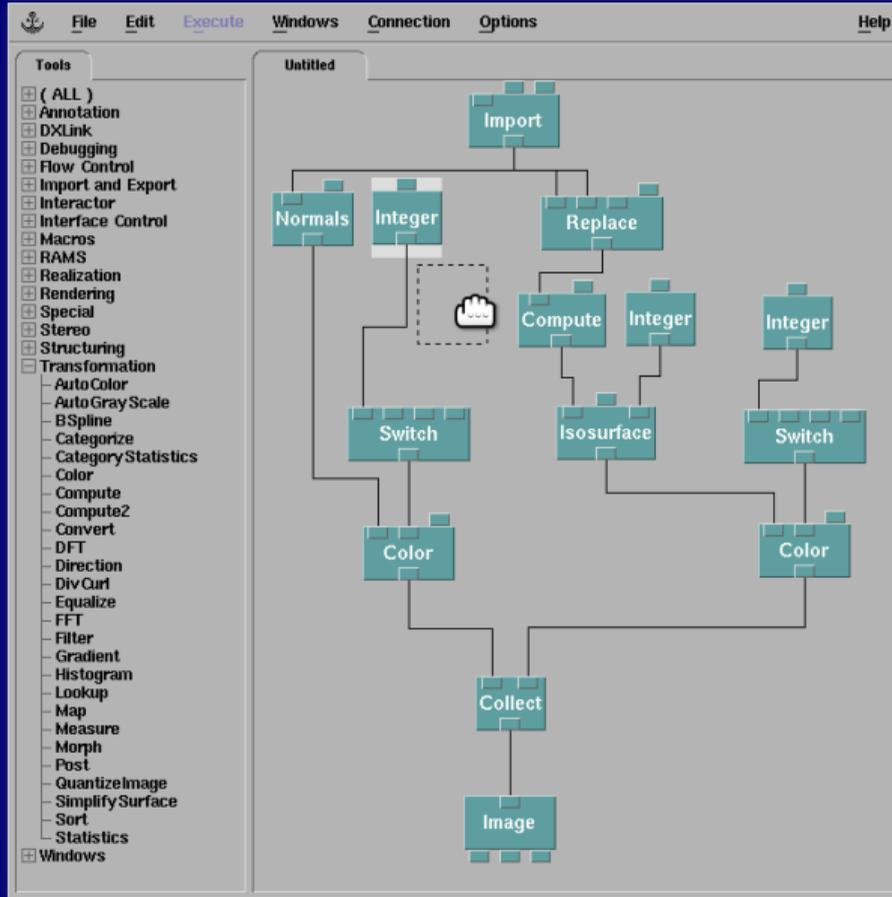 File Edit Execute Windows Connection Options Help
Tools
( ALL )
Annotation
DXLink
Debugging
Flow Control
Import and Export
Interactor
Interface Control
Macros
RAMS
Realization
Rendering
Special
Stereo
Structuring
Transformation
AutoColor
AutoGrayScale
BSpline
Categorize
CategoryStatistics
Color
Compute
Compute2
Convert
DFT
Direction
DivCurl
Equalize
FFT
Filter
Gradient
Histogram
Lookup
Map
Measure
Morph
Post
QuantizeImage
SimplifySurface
Sort
Statistics
Windows
Untitled
Import
Normals Integer Replace
Compute Integer Integer
Switch Isosurface Switch
Color Color
Collect
Image